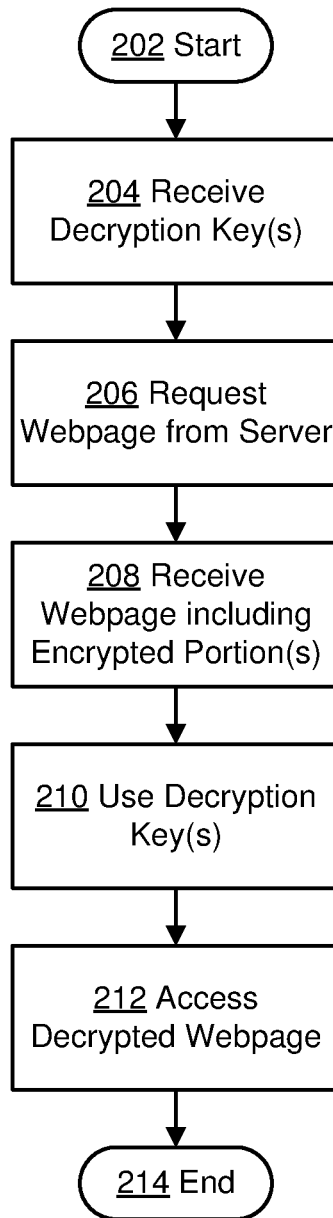 202 Start
204 Receive
Decryption Key(s)
206 Request
Webpage from Server
208 Receive
Webpage including
Encrypted Portion(s)
210 Use Decryption
Key(s)
212 Access
Decrypted Webpage
214 End